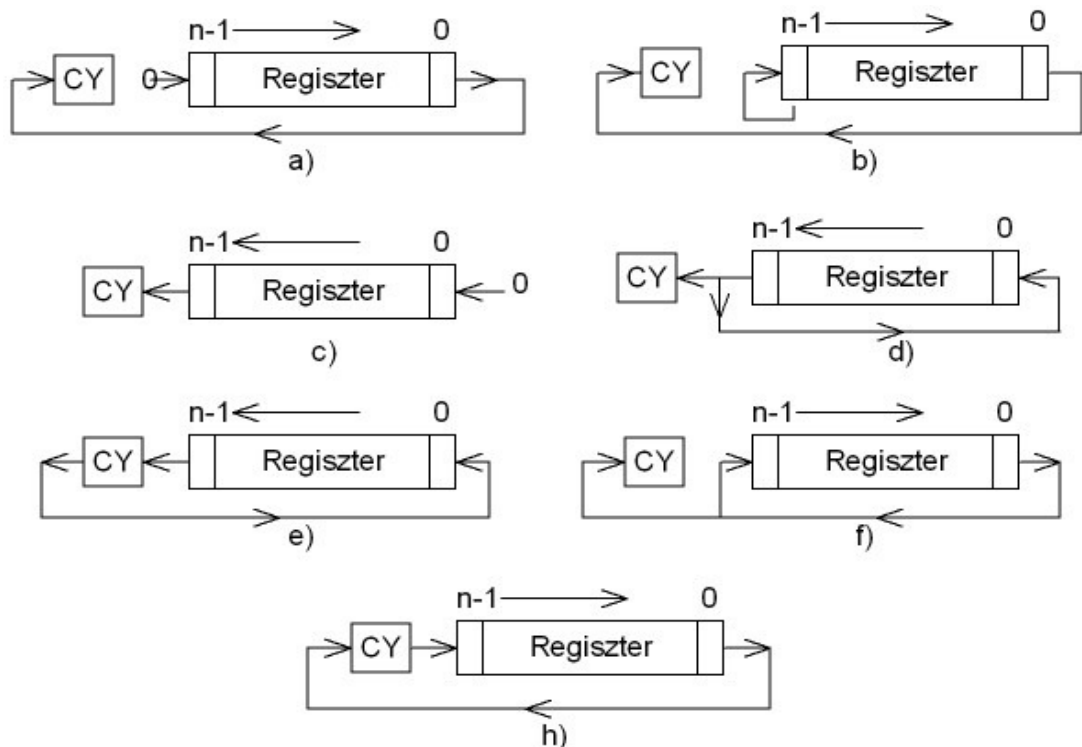 n-1 0
CY 0 Regiszter
a)
n-1 0
CY Regiszter
b)
n-1 0
CY Regiszter 0
c)
n-1 0
CY Regiszter
d)
n-1 0
CY Regiszter
e)
n-1 0
CY Regiszter
f)
n-1 0
CY Regiszter
h)